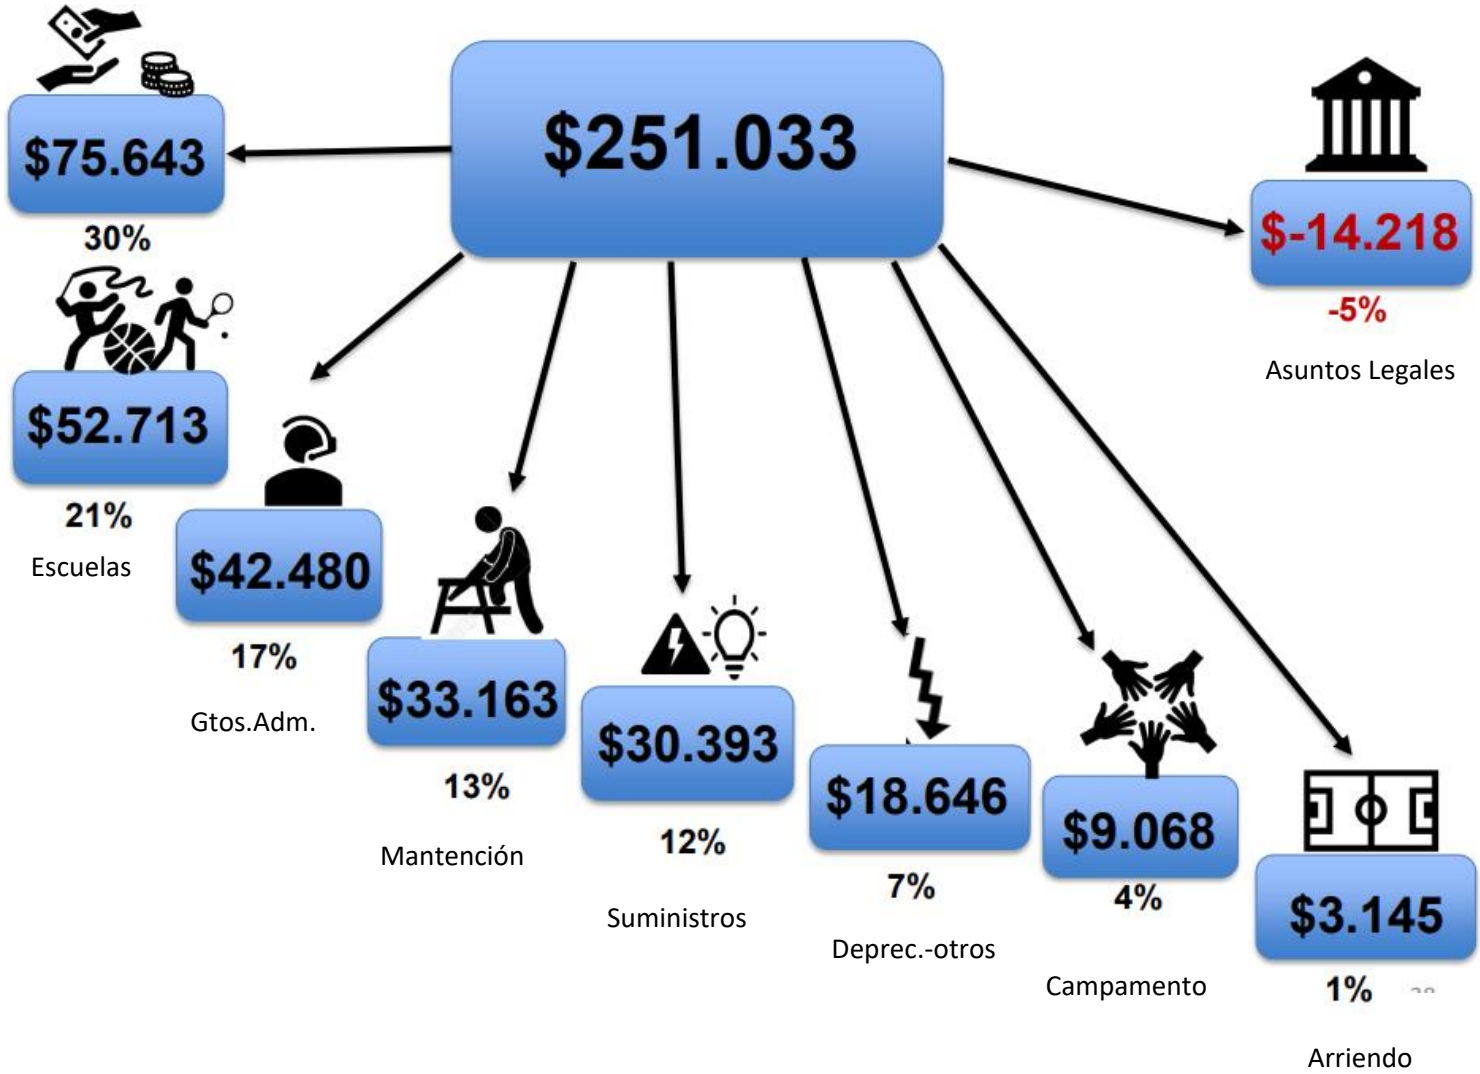 $251.033
$75.643
30%
$-14.218
-5%
Asuntos Legales
$52.713
21%
Escuelas
$42.480
17%
Gtos.Adm.
$33.163
13%
Mantención
$30.393
12%
Suministros
$18.646
7%
Deprec.-otros
$9.068
4%
Campamento
$3.145
1%
Arriendo